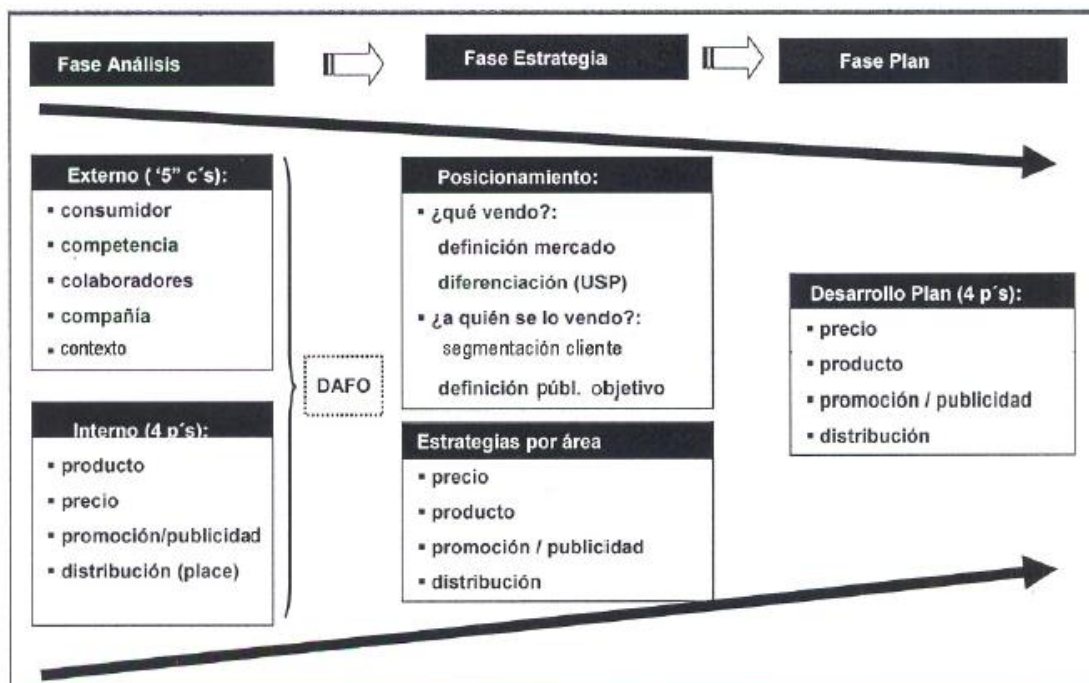 Fase Análisis
Fase Estrategia
Fase Plan
Externo ( ‘5” c´s):
▪ consumidor
▪ competencia
▪ colaboradores
▪ compañía
▪ contexto
Interno (4 p´s):
▪ producto
▪ precio
▪ promoción/publicidad
▪ distribución (place)
DAFO
Posicionamiento:
▪ ¿qué vendo?:
definición mercado
diferenciación (USP)
▪ ¿a quién se lo vendo?:
segmentación cliente
definición públ. objetivo
Estrategias por área
▪ precio
▪ producto
▪ promoción / publicidad
▪ distribución
Desarrollo Plan (4 p´s):
▪ precio
▪ producto
▪ promoción / publicidad
▪ distribución